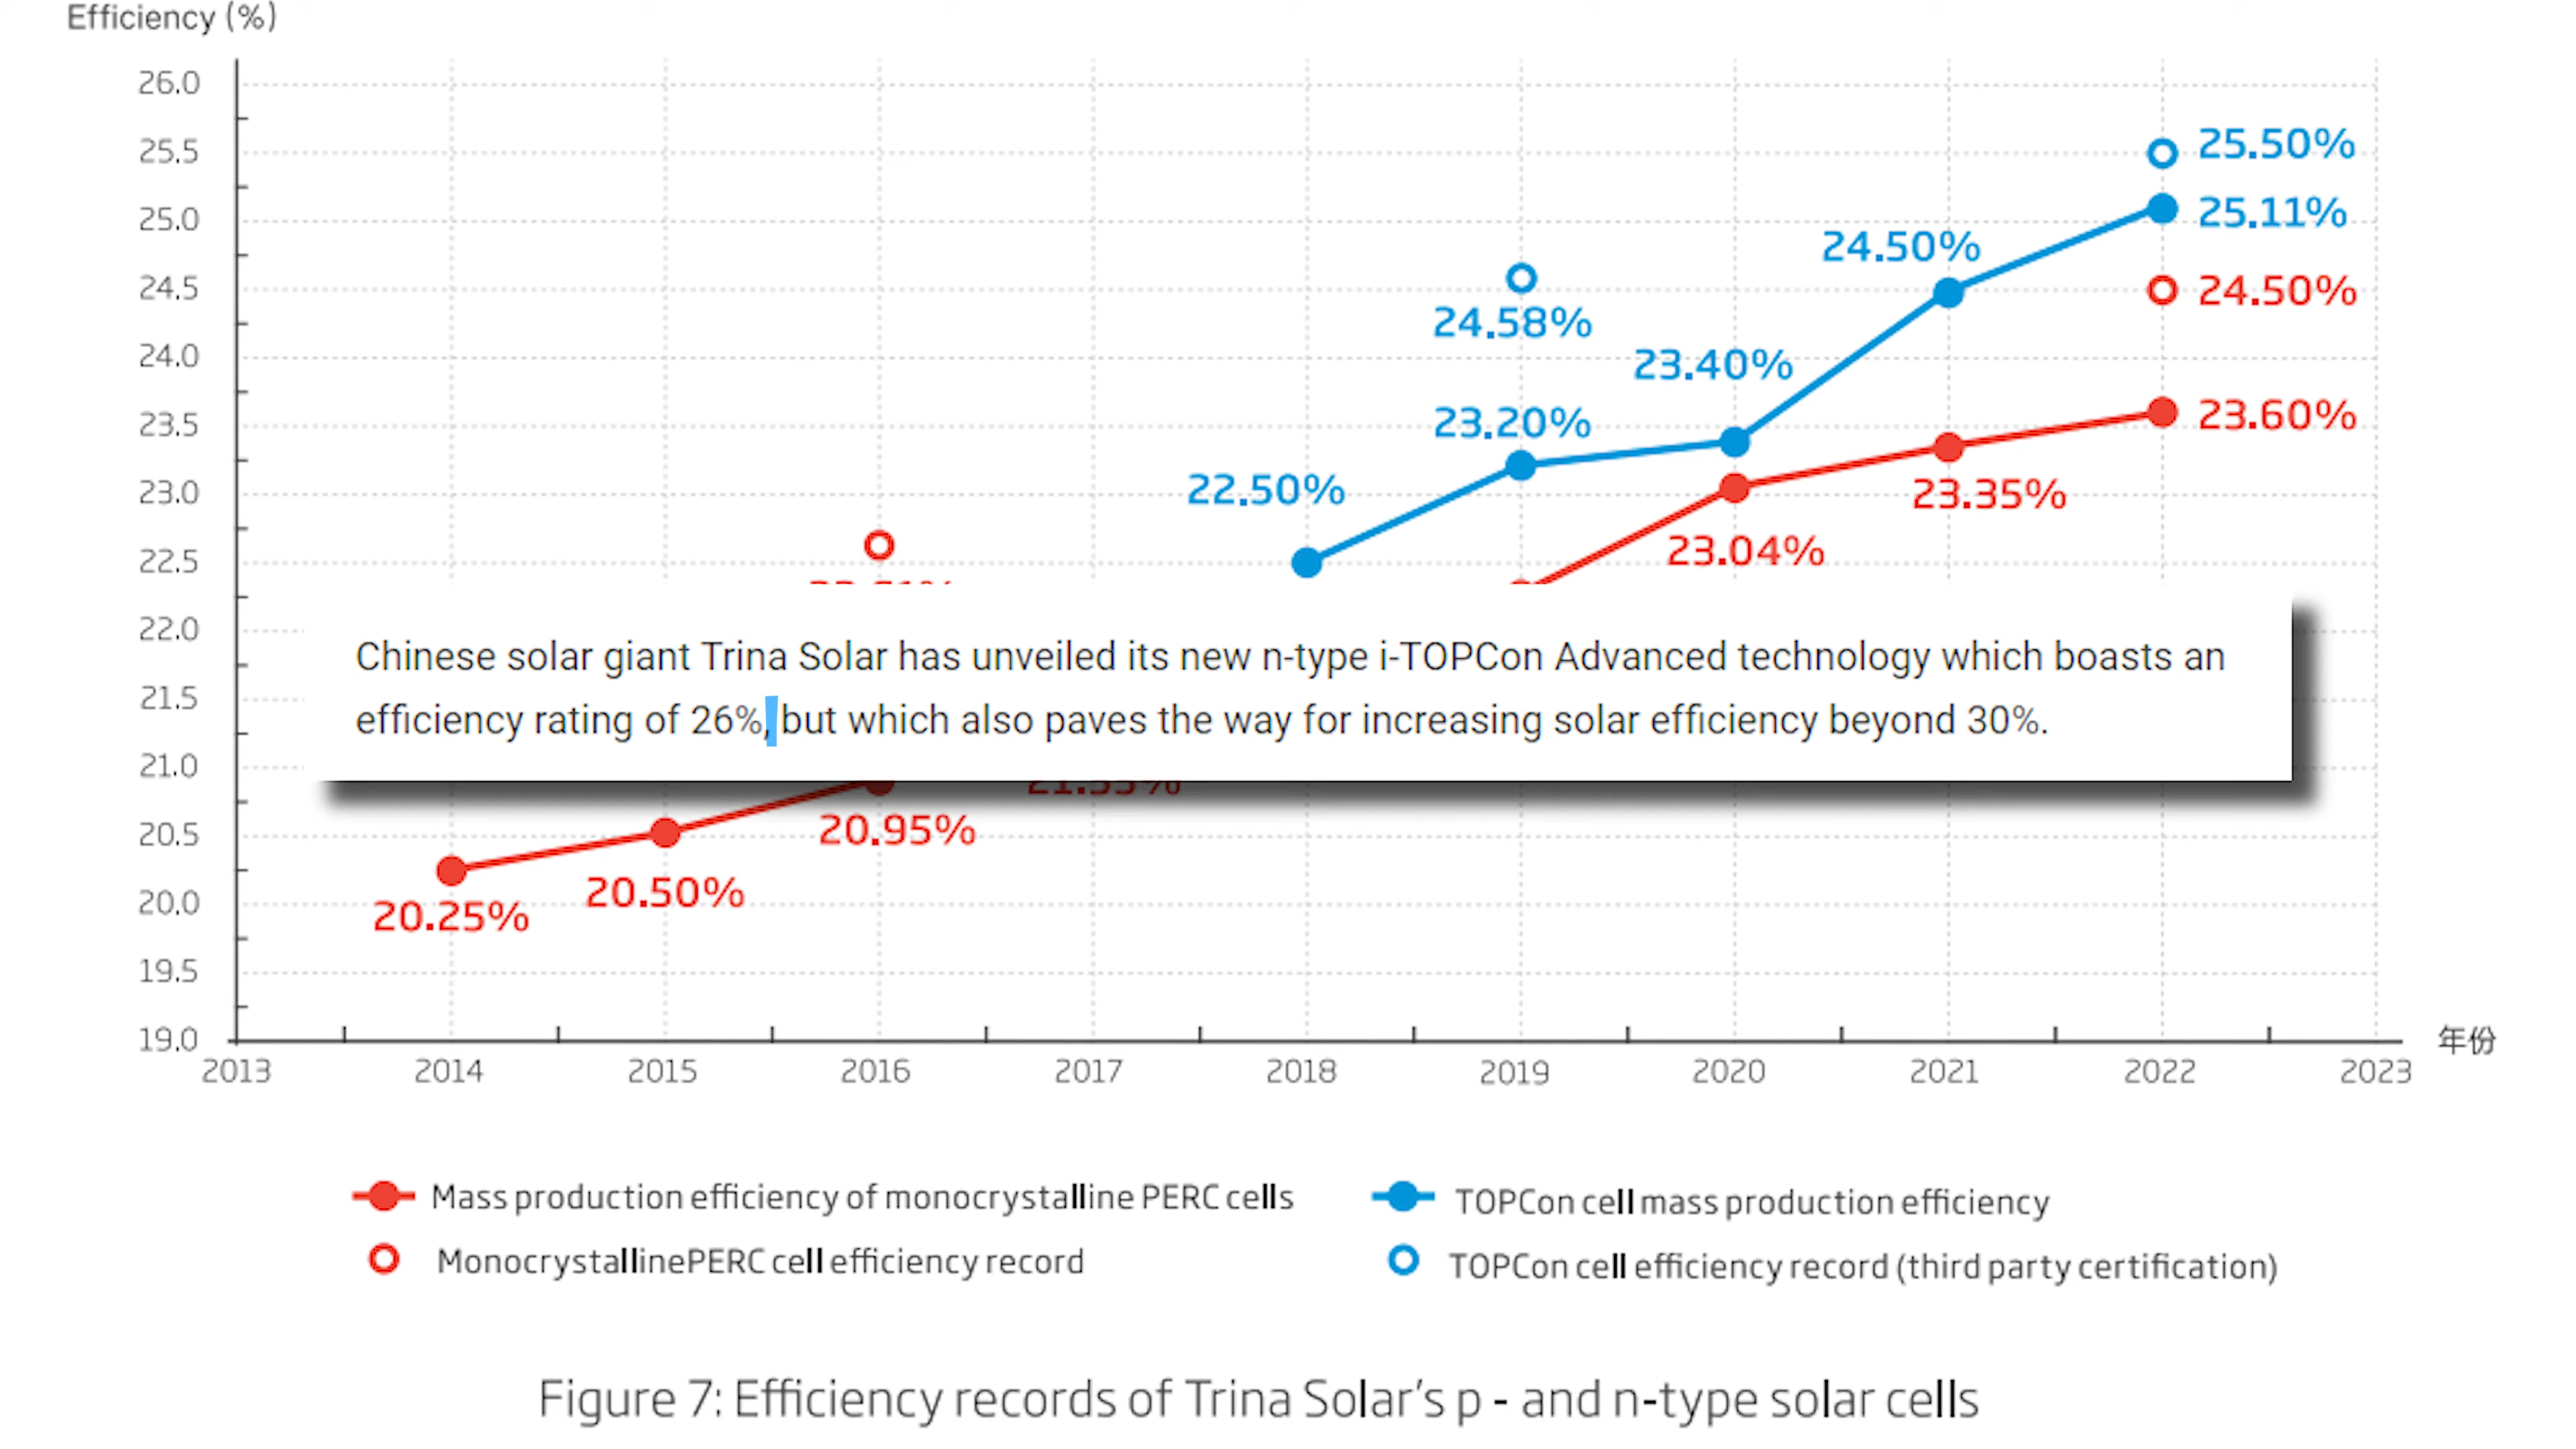 Efficiency (%)
26.0
25.5
25.50%
25.0
25.11%
24.50%
24.5
24.50%
24.58%
24.0
23.40%
23.5
23.20%
23.60%
23.0
22.50%
23.35%
22.5
23.04%
22.0
Chinese solar giant Trina Solar has unveiled its new n-type i-TOPCon Advanced technology which boasts an
efficiency rating of 26%, but which also paves the way for increasing solar efficiency beyond 30%.
21.5
21.0
20.5
20.95%
20.50%
20.0
20.25%
19.5
19.0
年份
2013 2014 2015 2016 2017 2018 2019 2020 2021 2022 2023
Mass production efficiency of monocrystalline PERC cells
TOPCon cell mass production efficiency
MonocrystallinePERC cell efficiency record
TOPCon cell efficiency record (third party certification)
Figure 7: Efficiency records of Trina Solar's p - and n-type solar cells